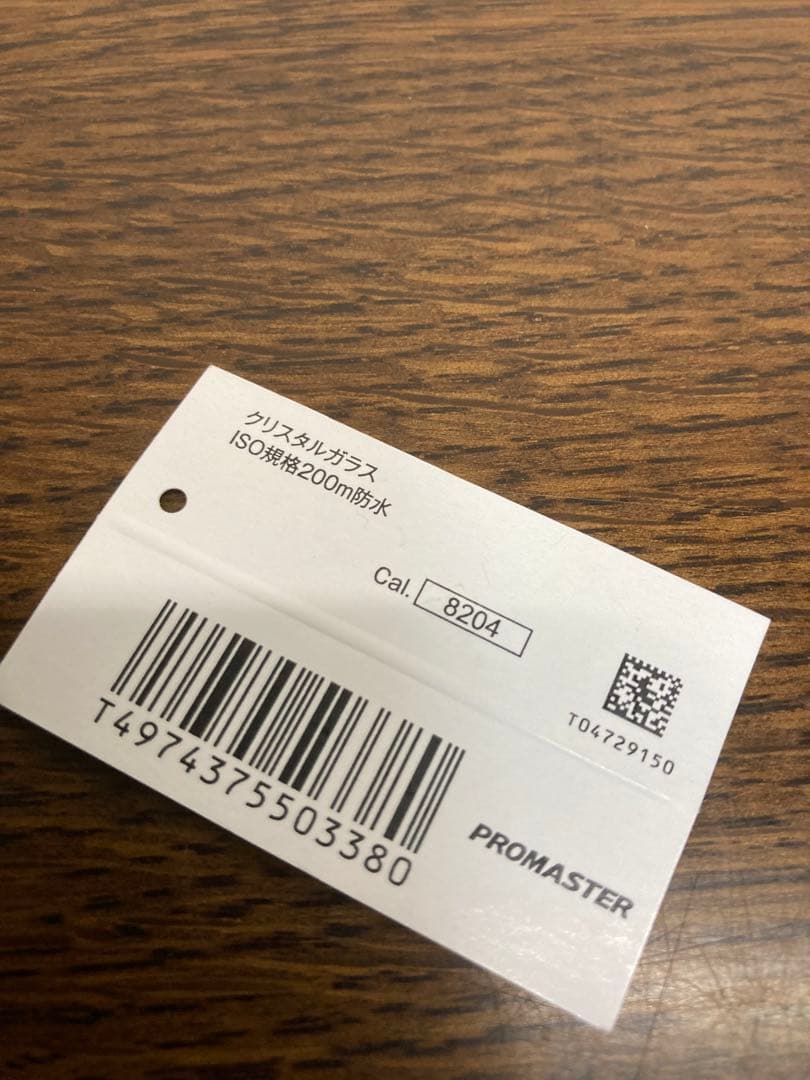 クリスタルガラス
ISO規格200m防水
Cal. 8204
T04729150
T4974375503380
PROMASTER